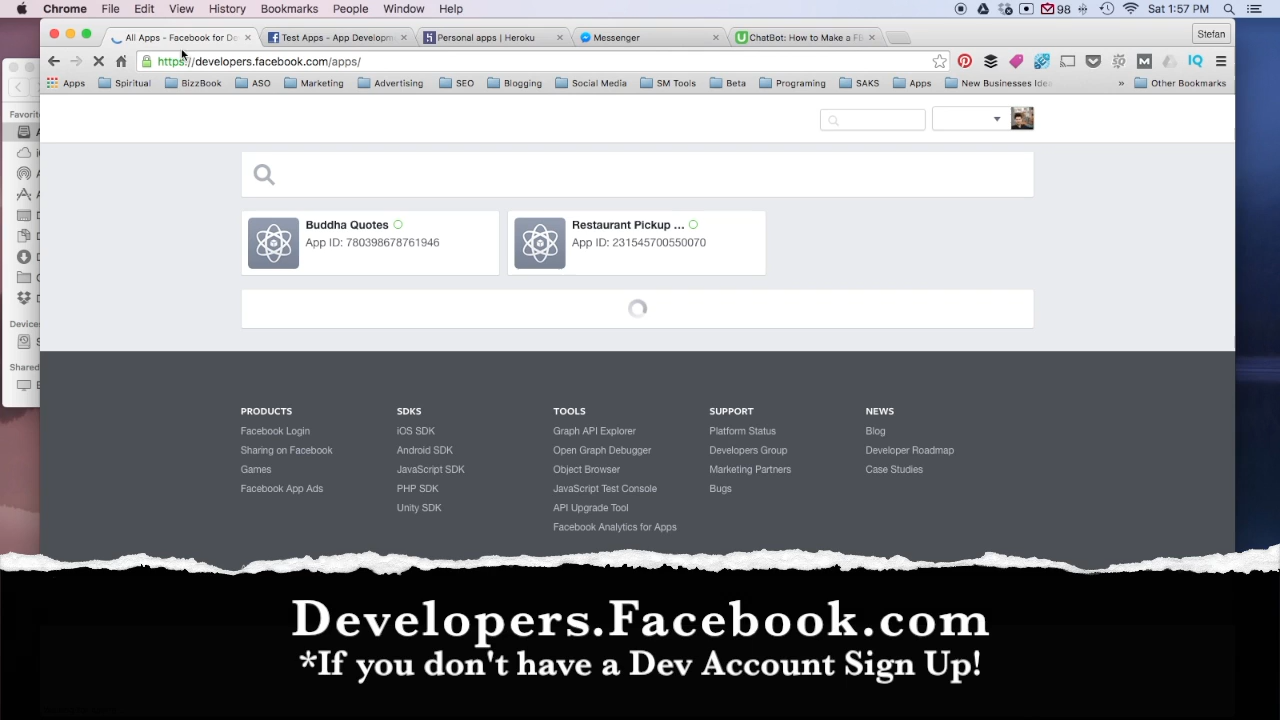 Chrome File Edit View History Bookmarks People Window Help 98 Sat 1:57 PM
All Apps - Facebook for De Test Apps - App Developm Personal apps | Heroku Messenger ChatBot: How to Make a FB Stefan
https://developers.facebook.com/apps/
Apps Spiritual BizzBook ASO Marketing Advertising SEO Blogging Social Media SM Tools Beta Programing SAKS Apps New Businesses Idea » Other Bookmarks
Favorite
Devices
Shared
Buddha Quotes
App ID: 780398678761946
Restaurant Pickup ...
App ID: 231545700550070
PRODUCTS
Facebook Login
Sharing on Facebook
Games
Facebook App Ads
SDKS
iOS SDK
Android SDK
JavaScript SDK
PHP SDK
Unity SDK
TOOLS
Graph API Explorer
Open Graph Debugger
Object Browser
JavaScript Test Console
API Upgrade Tool
Facebook Analytics for Apps
SUPPORT
Platform Status
Developers Group
Marketing Partners
Bugs
NEWS
Blog
Developer Roadmap
Case Studies
Developers.Facebook.com
*If you don't have a Dev Account Sign Up!